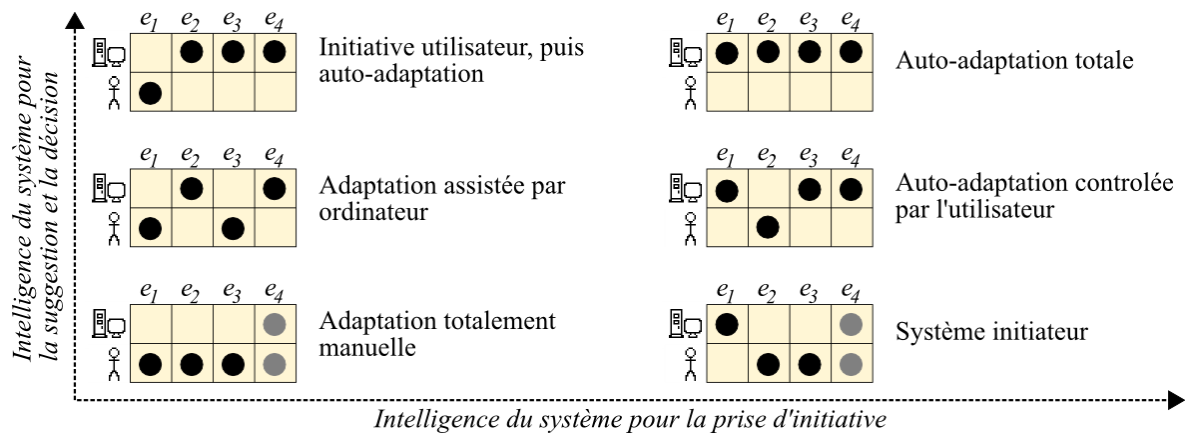 Intelligence du système pour
la suggestion et la décision
e1 e2 e3 e4
Initiative utilisateur, puis
auto-adaptation
e1 e2 e3 e4
Auto-adaptation totale
e1 e2 e3 e4
Adaptation assistée par
ordinateur
e1 e2 e3 e4
Auto-adaptation controlée
par l'utilisateur
e1 e2 e3 e4
Adaptation totalement
manuelle
e1 e2 e3 e4
Système initiateur
Intelligence du système pour la prise d'initiative